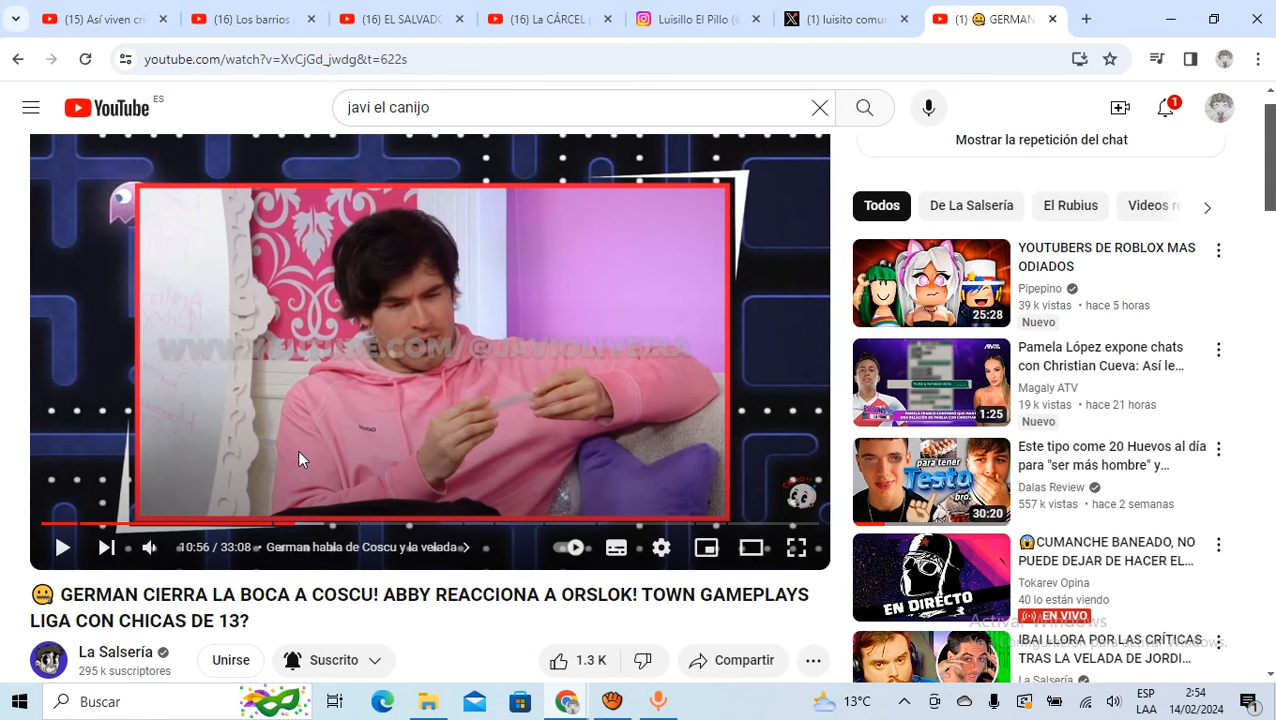 (15) Así viven cri
(16) Los barrios
(16) EL SALVADO
(16) La CÁRCEL p
Luisillo El Pillo (
(1) luisito comun
(1) 🤐 GERMAN
youtube.com/watch?v=XvCjGd_jwdg&t=622s
YouTube ES
javi el canijo
1
Mostrar la repetición del chat
Todos
De La Salsería
El Rubius
Videos re
YOUTUBERS DE ROBLOX MAS
ODIADOS
Pipepino
39 k vistas • hace 5 horas
Nuevo
25:28
Pamela López expone chats
con Christian Cueva: Así le…
Magaly ATV
19 k vistas • hace 21 horas
Nuevo
1:25
Este tipo come 20 Huevos al día
para "ser más hombre" y…
Dalas Review
557 k vistas • hace 2 semanas
para tener
Testo
bro.
30:20
😱CUMANCHE BANEADO, NO
PUEDE DEJAR DE HACER EL…
Tokarev Opina
40 lo están viendo
EN VIVO
EN DIRECTO
IBAI LLORA POR LAS CRÍTICAS
TRAS LA VELADA DE JORDI…
La Salsería
10:56 / 33:08 • German habla de Coscu y la velada
🤐 GERMAN CIERRA LA BOCA A COSCU! ABBY REACCIONA A ORSLOK! TOWN GAMEPLAYS
LIGA CON CHICAS DE 13?
La Salsería
295 k suscriptores
Unirse
Suscrito
1.3 K
Compartir
Activar Windows
Buscar
13°C
ESP
LAA
2:54
14/02/2024
1